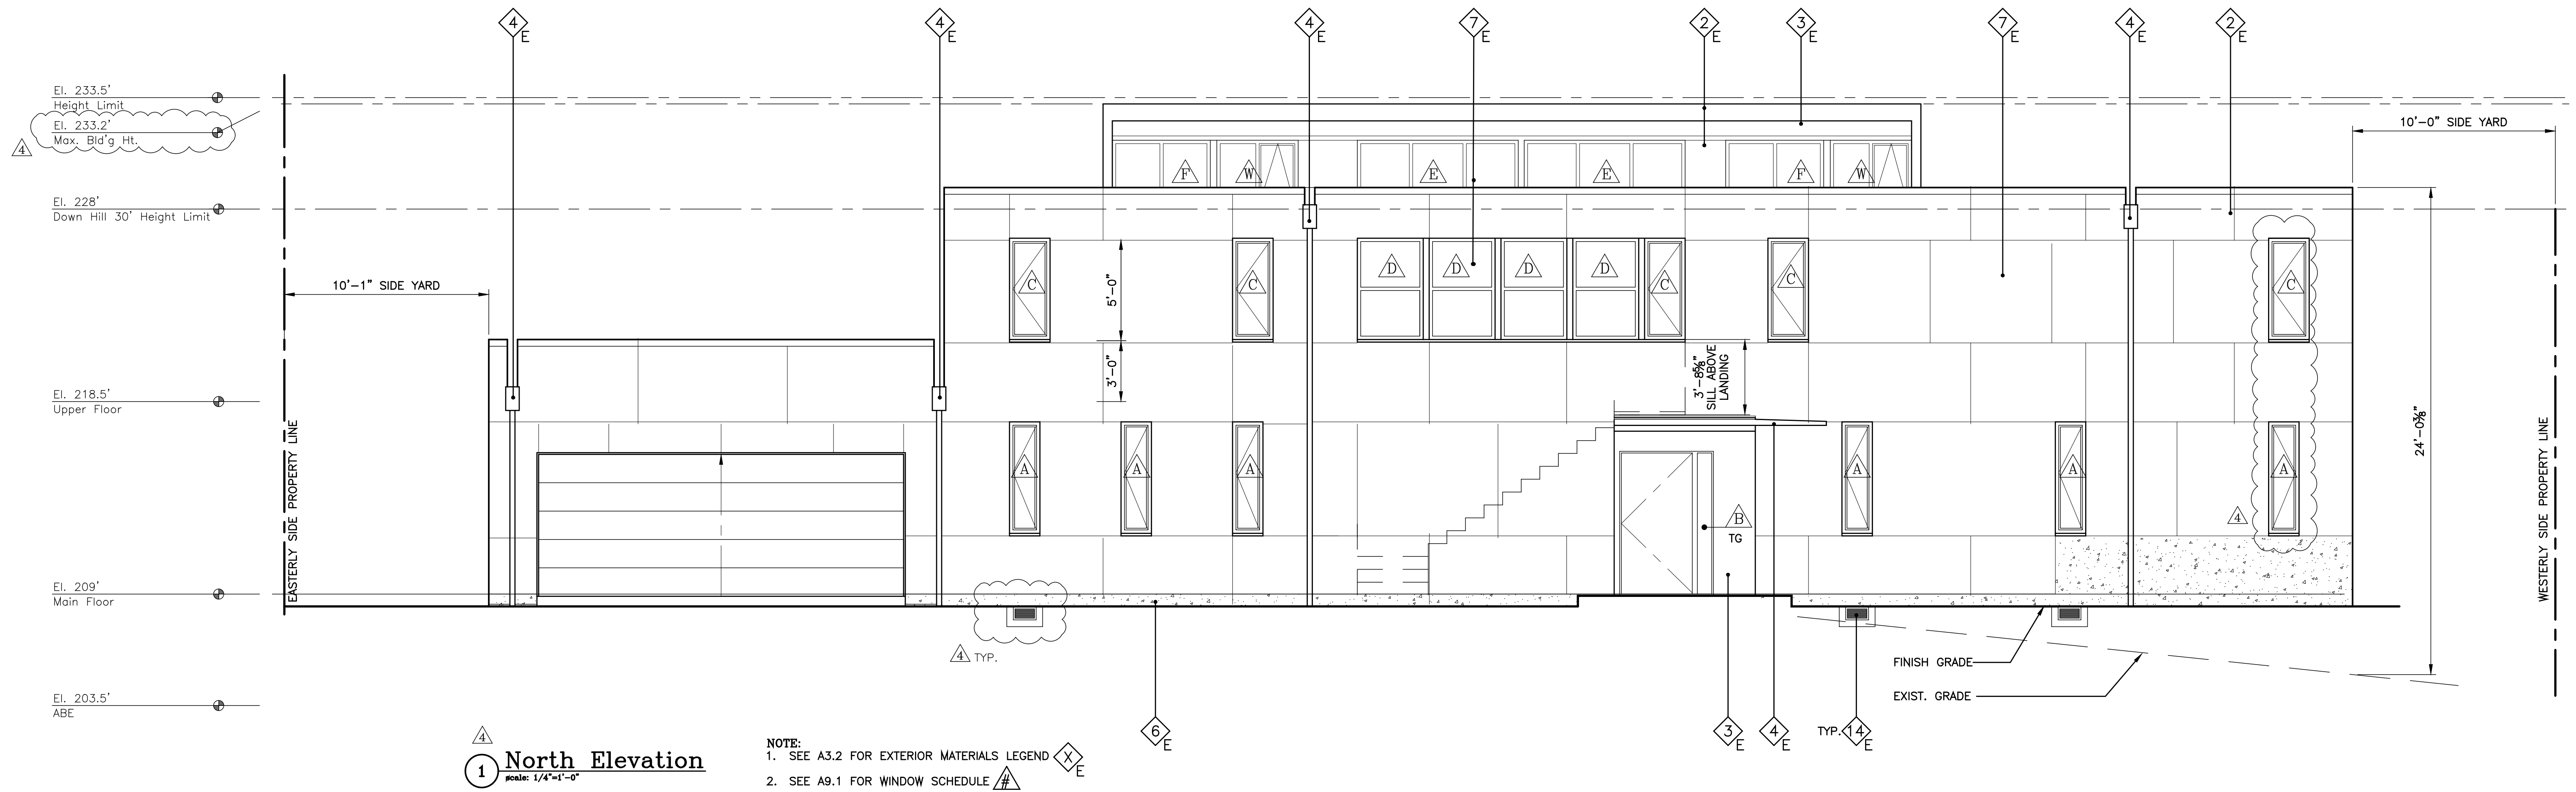 4
E
4
E
4
E
7
E
2
E
3
E
7
E
4
E
2
E
El. 233.5'
Height Limit
El. 233.2'
Max. Bld'g Ht.
4
10'-0" SIDE YARD
F
W
E
E
F
W
El. 228'
Down Hill 30' Height Limit
10'-1" SIDE YARD
C
C
D
D
D
D
C
C
C
5'-0"
3'-0"
3'-8⅝"
SILL ABOVE
LANDING
El. 218.5'
Upper Floor
24'-0⅜"
EASTERLY SIDE PROPERTY LINE
WESTERLY SIDE PROPERTY LINE
A
A
A
A
A
A
B
TG
4
El. 209'
Main Floor
4 TYP.
FINISH GRADE
EXIST. GRADE
El. 203.5'
ABE
6
E
3
E
4
E
TYP. 14
E
4
1 North Elevation
scale: 1/4"=1'-0"
NOTE:
1. SEE A3.2 FOR EXTERIOR MATERIALS LEGEND X
E
2. SEE A9.1 FOR WINDOW SCHEDULE #